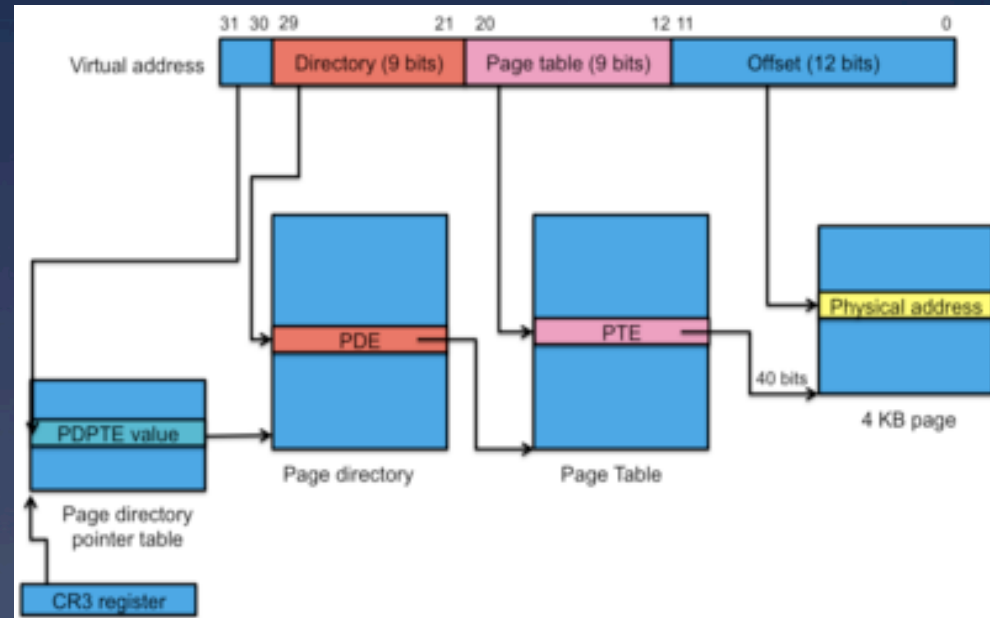 31 30 29 21 20 12 11 0
Virtual address Directory (9 bits) Page table (9 bits) Offset (12 bits)
Physical address
PDE
PTE
40 bits
4 KB page
PDPTE value
Page directory
Page Table
Page directory
pointer table
CR3 register